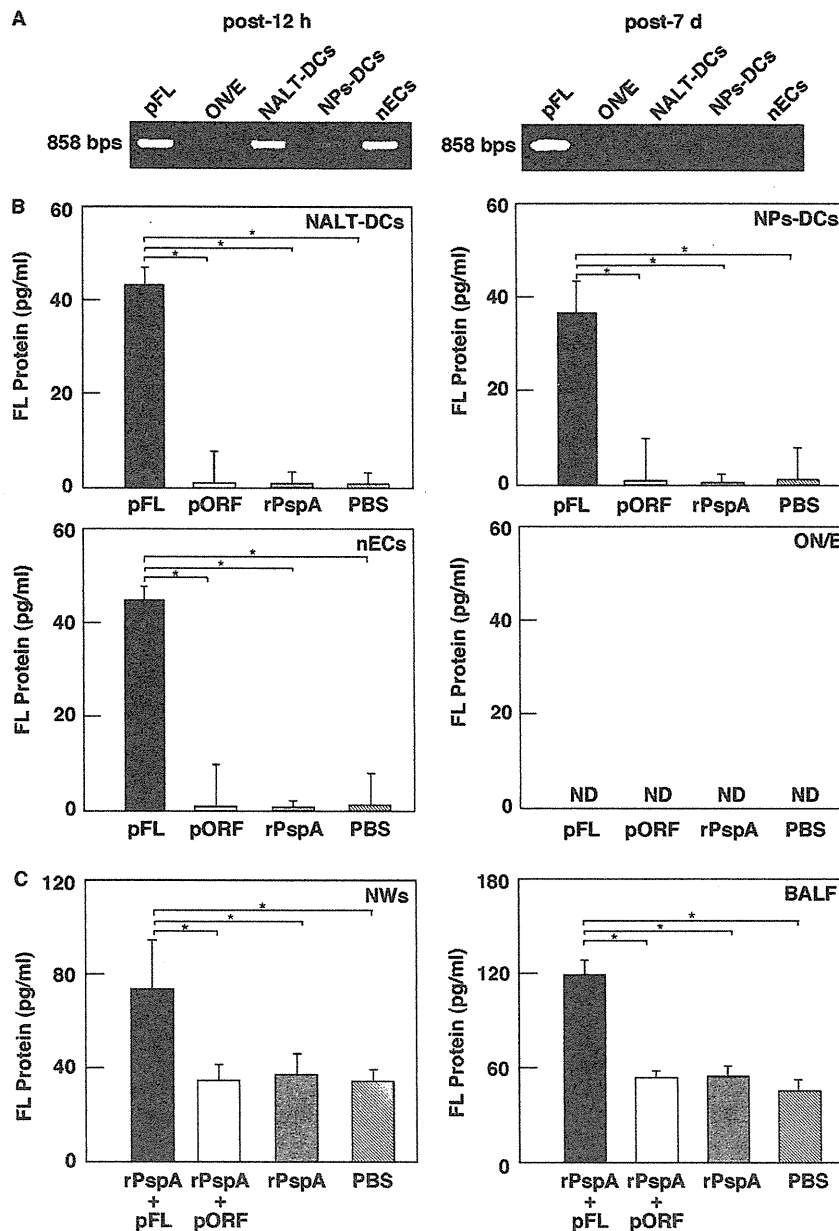 A
post-12 h
post-7 d
pFL
ON/E
NALT-DCs
NPs-DCs
nECs
858 bps
pFL
ON/E
NALT-DCs
NPs-DCs
nECs
858 bps
B
60
40
20
0
FL Protein (pg/ml)
NALT-DCs
*
*
*
pFL pORF rPspA PBS
60
40
20
0
FL Protein (pg/ml)
NPs-DCs
*
*
*
pFL pORF rPspA PBS
60
40
20
0
FL Protein (pg/ml)
nECs
*
*
*
pFL pORF rPspA PBS
60
40
20
0
FL Protein (pg/ml)
ON/E
ND ND ND ND
pFL pORF rPspA PBS
C
120
80
40
0
FL Protein (pg/ml)
NWs
*
*
*
rPspA rPspA rPspA PBS
+ +
pFL pORF
180
120
60
0
FL Protein (pg/ml)
BALF
*
*
*
rPspA rPspA rPspA PBS
+ +
pFL pORF